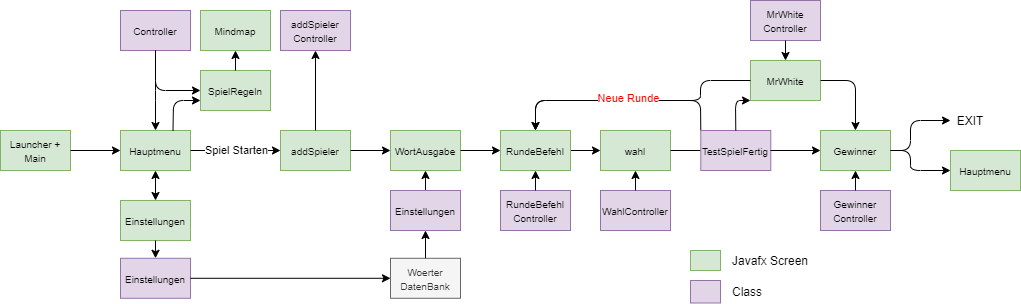 Controller
Mindmap
addSpieler
Controller
MrWhite
Controller
SpielRegeln
MrWhite
Neue Runde
Launcher +
Main
Hauptmenu
Spiel Starten
addSpieler
WortAusgabe
RundeBefehl
wahl
TestSpielFertig
Gewinner
EXIT
Hauptmenu
Einstellungen
Einstellungen
RundeBefehl
Controller
WahlController
Gewinner
Controller
Einstellungen
Woerter
DatenBank
Javafx Screen
Class